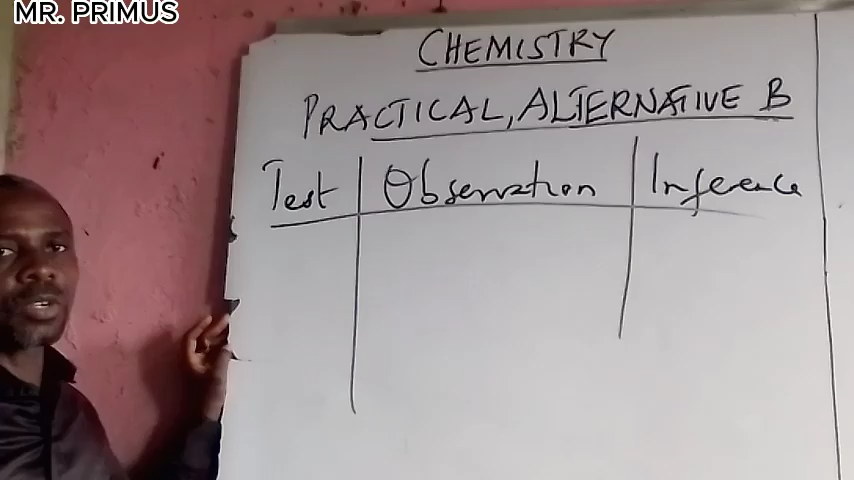 MR. PRIMUS
CHEMISTRY
PRACTICAL, ALTERNATIVE B
Test Observation Inference